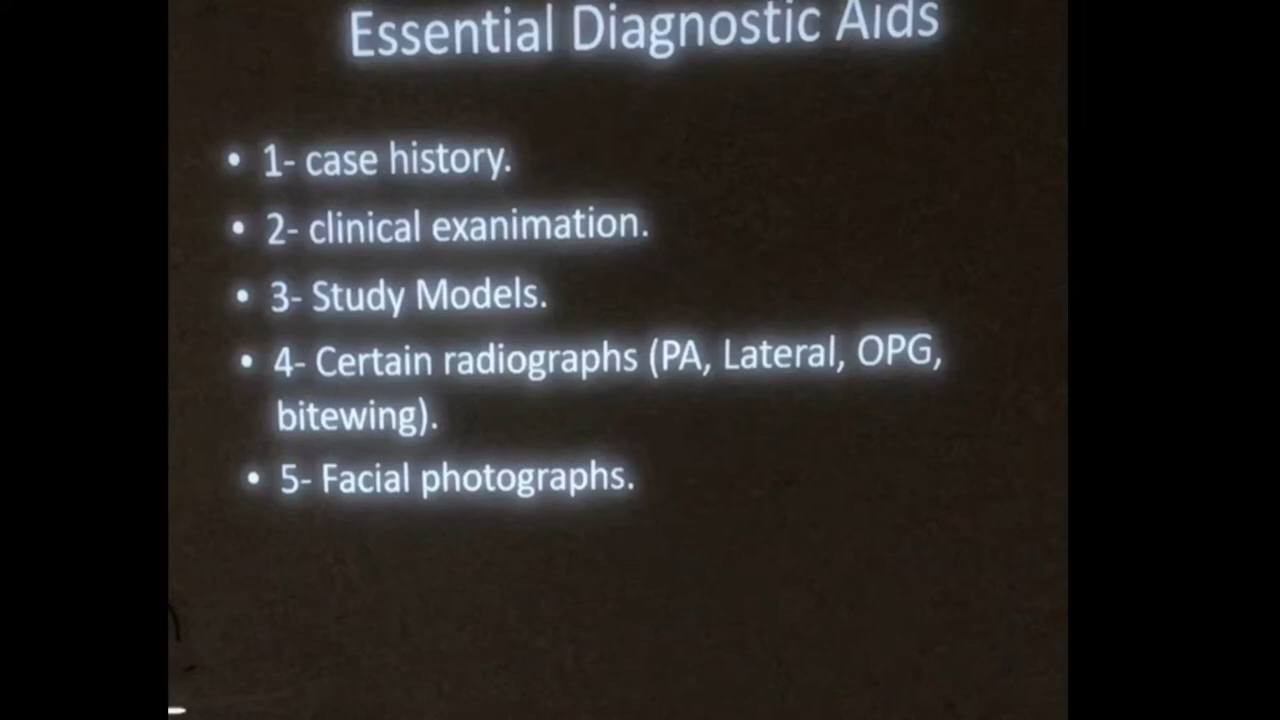 Essential Diagnostic Aids
• 1- case history.
• 2- clinical exanimation.
• 3- Study Models.
• 4- Certain radiographs (PA, Lateral, OPG,
bitewing).
• 5- Facial photographs.